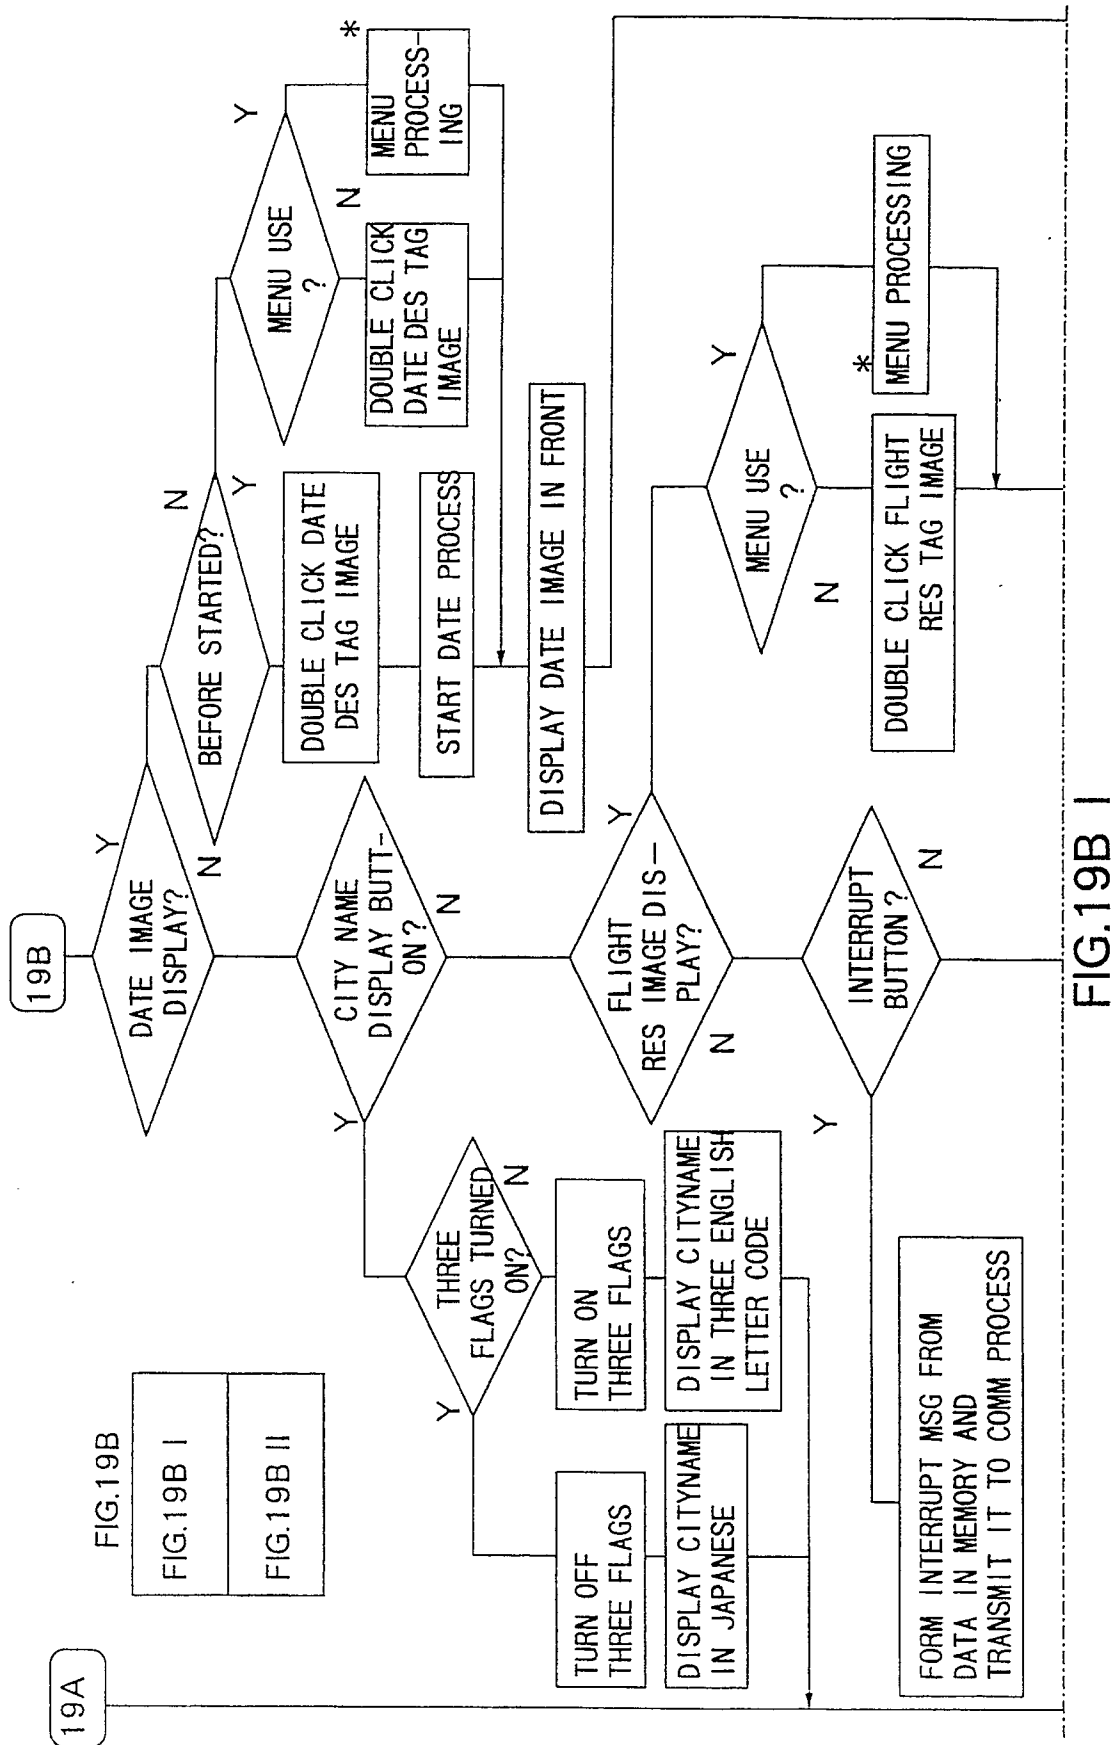 19A
19B
FIG.19B
FIG.19B I
FIG.19B II
DATE IMAGE
DISPLAY?
Y
N
BEFORE STARTED?
N
Y
MENU USE
?
Y
N
*
MENU
PROCESS-
ING
DOUBLE CLICK
DATE DES TAG
IMAGE
DOUBLE CLICK DATE
DES TAG IMAGE
START DATE PROCESS
DISPLAY DATE IMAGE IN FRONT
CITY NAME
DISPLAY BUTT-
ON?
Y
N
THREE
FLAGS TURNED
ON?
Y
N
TURN OFF
THREE FLAGS
TURN ON
THREE FLAGS
DISPLAY CITYNAME
IN JAPANESE
DISPLAY CITYNAME
IN THREE ENGLISH
LETTER CODE
FLIGHT
RES IMAGE DIS-
PLAY?
Y
N
MENU USE
?
Y
N
*
MENU PROCESSING
DOUBLE CLICK FLIGHT
RES TAG IMAGE
INTERRUPT
BUTTON?
Y
N
FORM INTERRUPT MSG FROM
DATA IN MEMORY AND
TRANSMIT IT TO COMM PROCESS
FIG.19B I